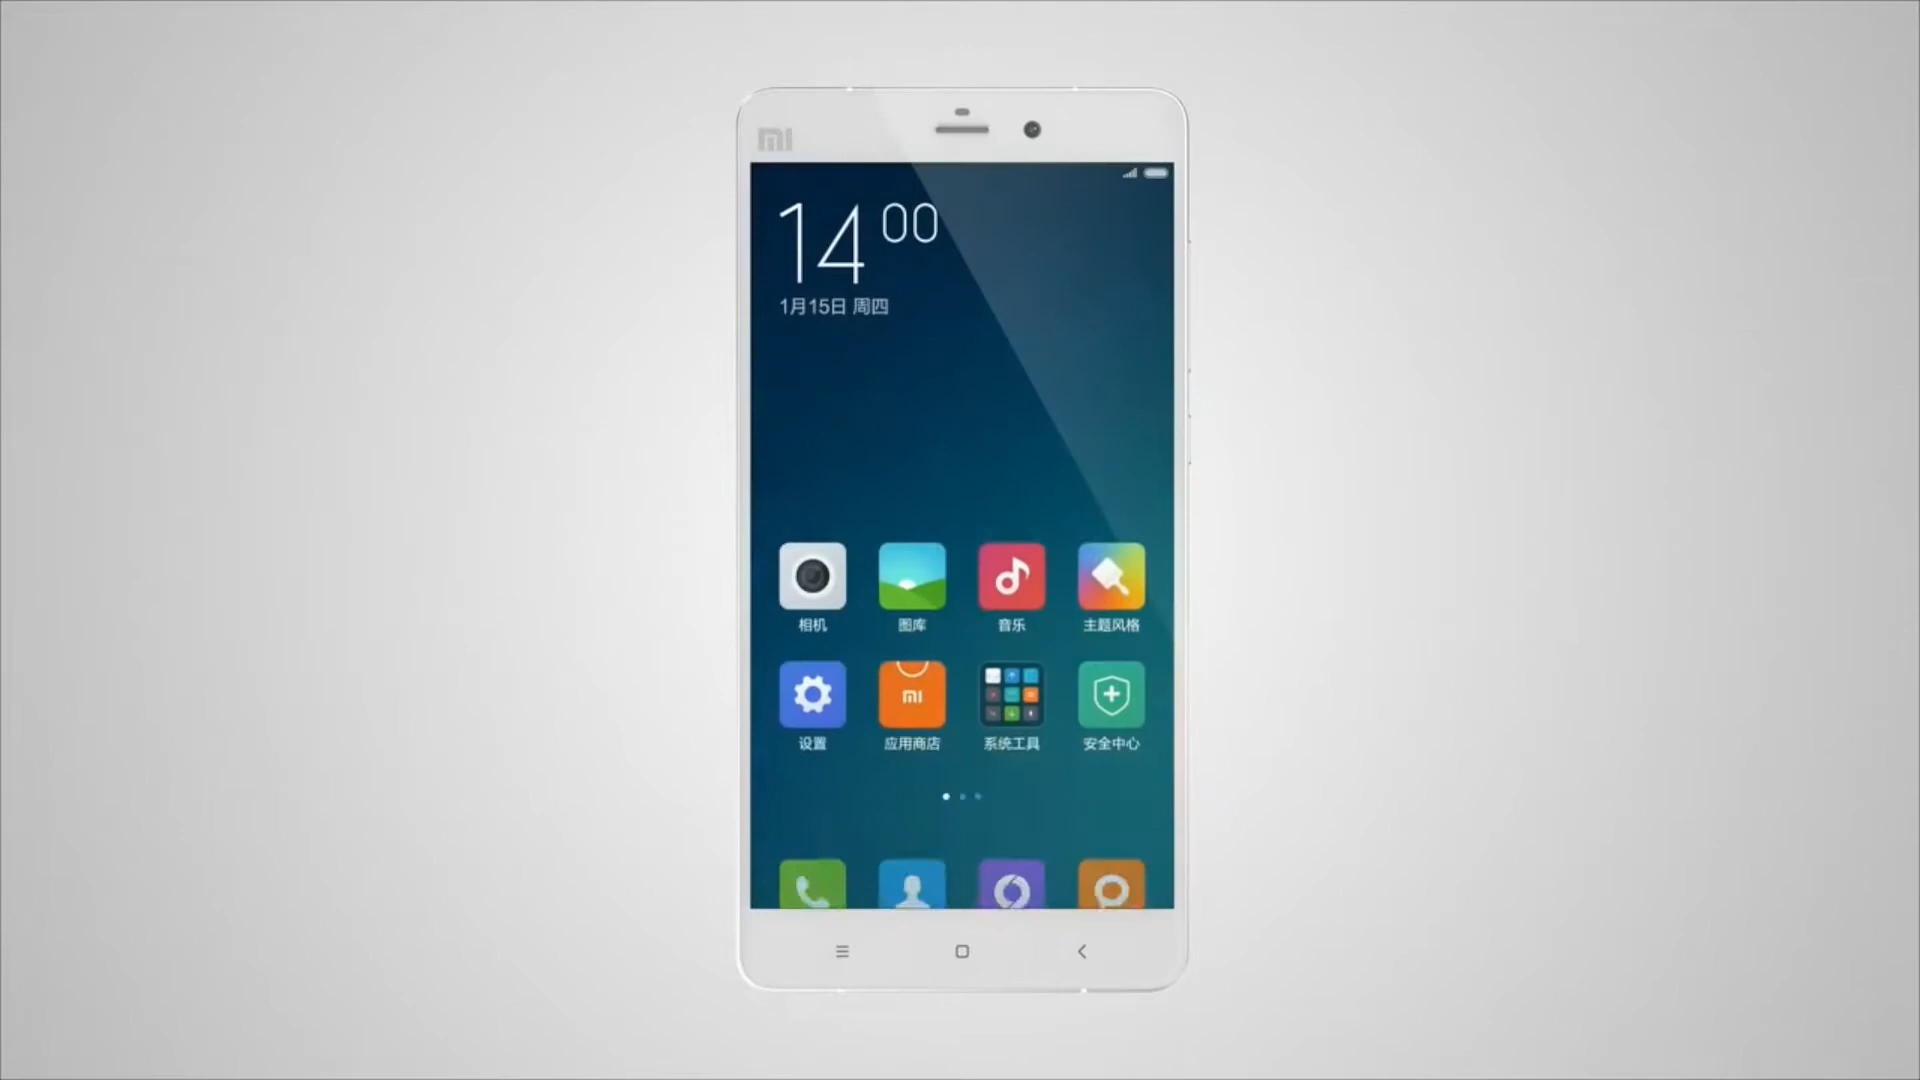 mi
14 00
1月15日 周四
相机 图库 音乐 主题风格
mi
设置 应用商店 系统工具 安全中心